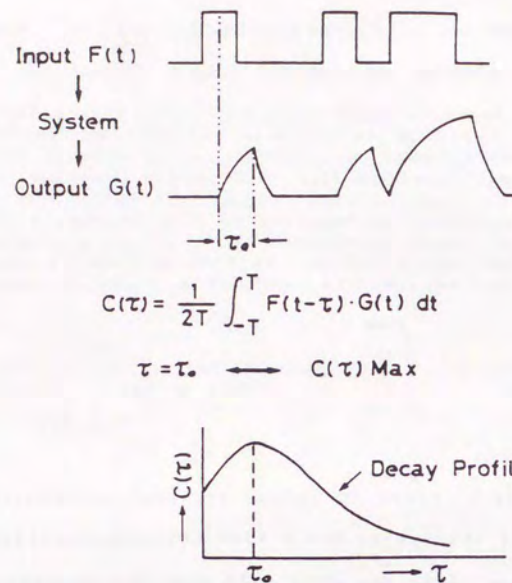 Input F(t)
System
Output G(t)
τ₀
C(τ) = 1/2T ∫_{-T}^{T} F(t-τ)·G(t) dt
τ = τ₀ ⟷ C(τ) Max
C(τ)
Decay Profil
τ₀ → τ